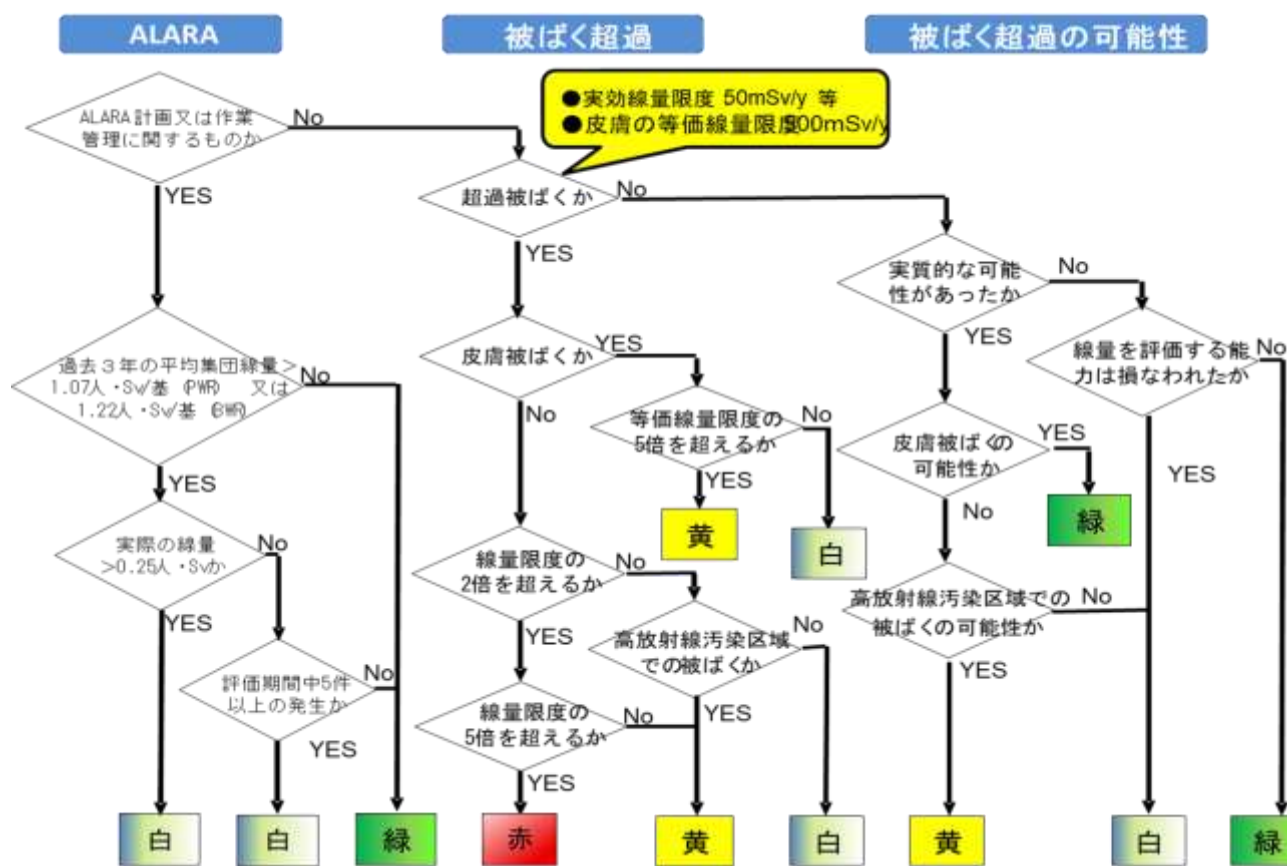 ALARA
被ばく超過
被ばく超過の可能性
●実効線量限度 50mSv/y 等
●皮膚の等価線量限度500mSv/y
ALARA計画又は作業
管理に関するものか
No
YES
超過被ばくか
No
YES
実質的な可能
性があったか
No
YES
過去3年の平均集団線量>
1.07人・Sv/基 (PWR) 又は
1.22人・Sv/基 (BWR)
No
YES
皮膚被ばくか
YES
No
線量を評価する能
力は損なわれたか
No
YES
等価線量限度の
5倍を超えるか
No
YES
皮膚被ばくの
可能性か
YES
No
黄
白
緑
実際の線量
>0.25人・Svか
No
YES
線量限度の
2倍を超えるか
No
YES
高放射線汚染区域での
被ばくの可能性か
No
YES
高放射線汚染区域
での被ばくか
No
YES
評価期間中5件
以上の発生か
No
YES
線量限度の
5倍を超えるか
No
YES
白
白
緑
赤
黄
白
黄
白
緑